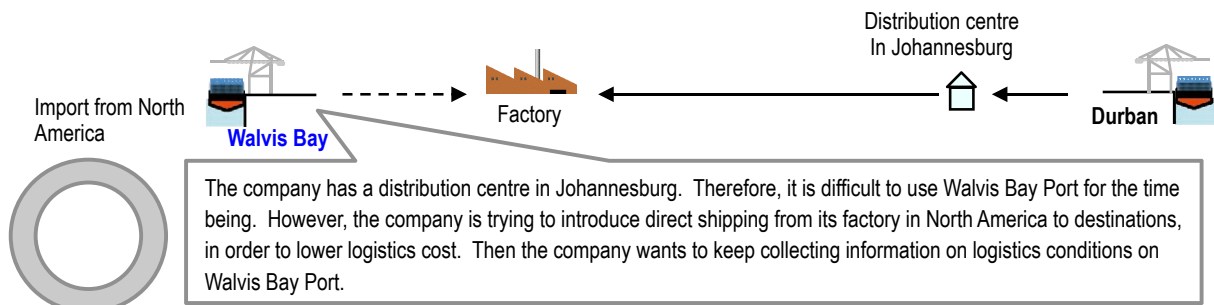 Distribution centre
In Johannesburg
Import from North
America
Factory
Durban
Walvis Bay
The company has a distribution centre in Johannesburg. Therefore, it is difficult to use Walvis Bay Port for the time
being. However, the company is trying to introduce direct shipping from its factory in North America to destinations,
in order to lower logistics cost. Then the company wants to keep collecting information on logistics conditions on
Walvis Bay Port.